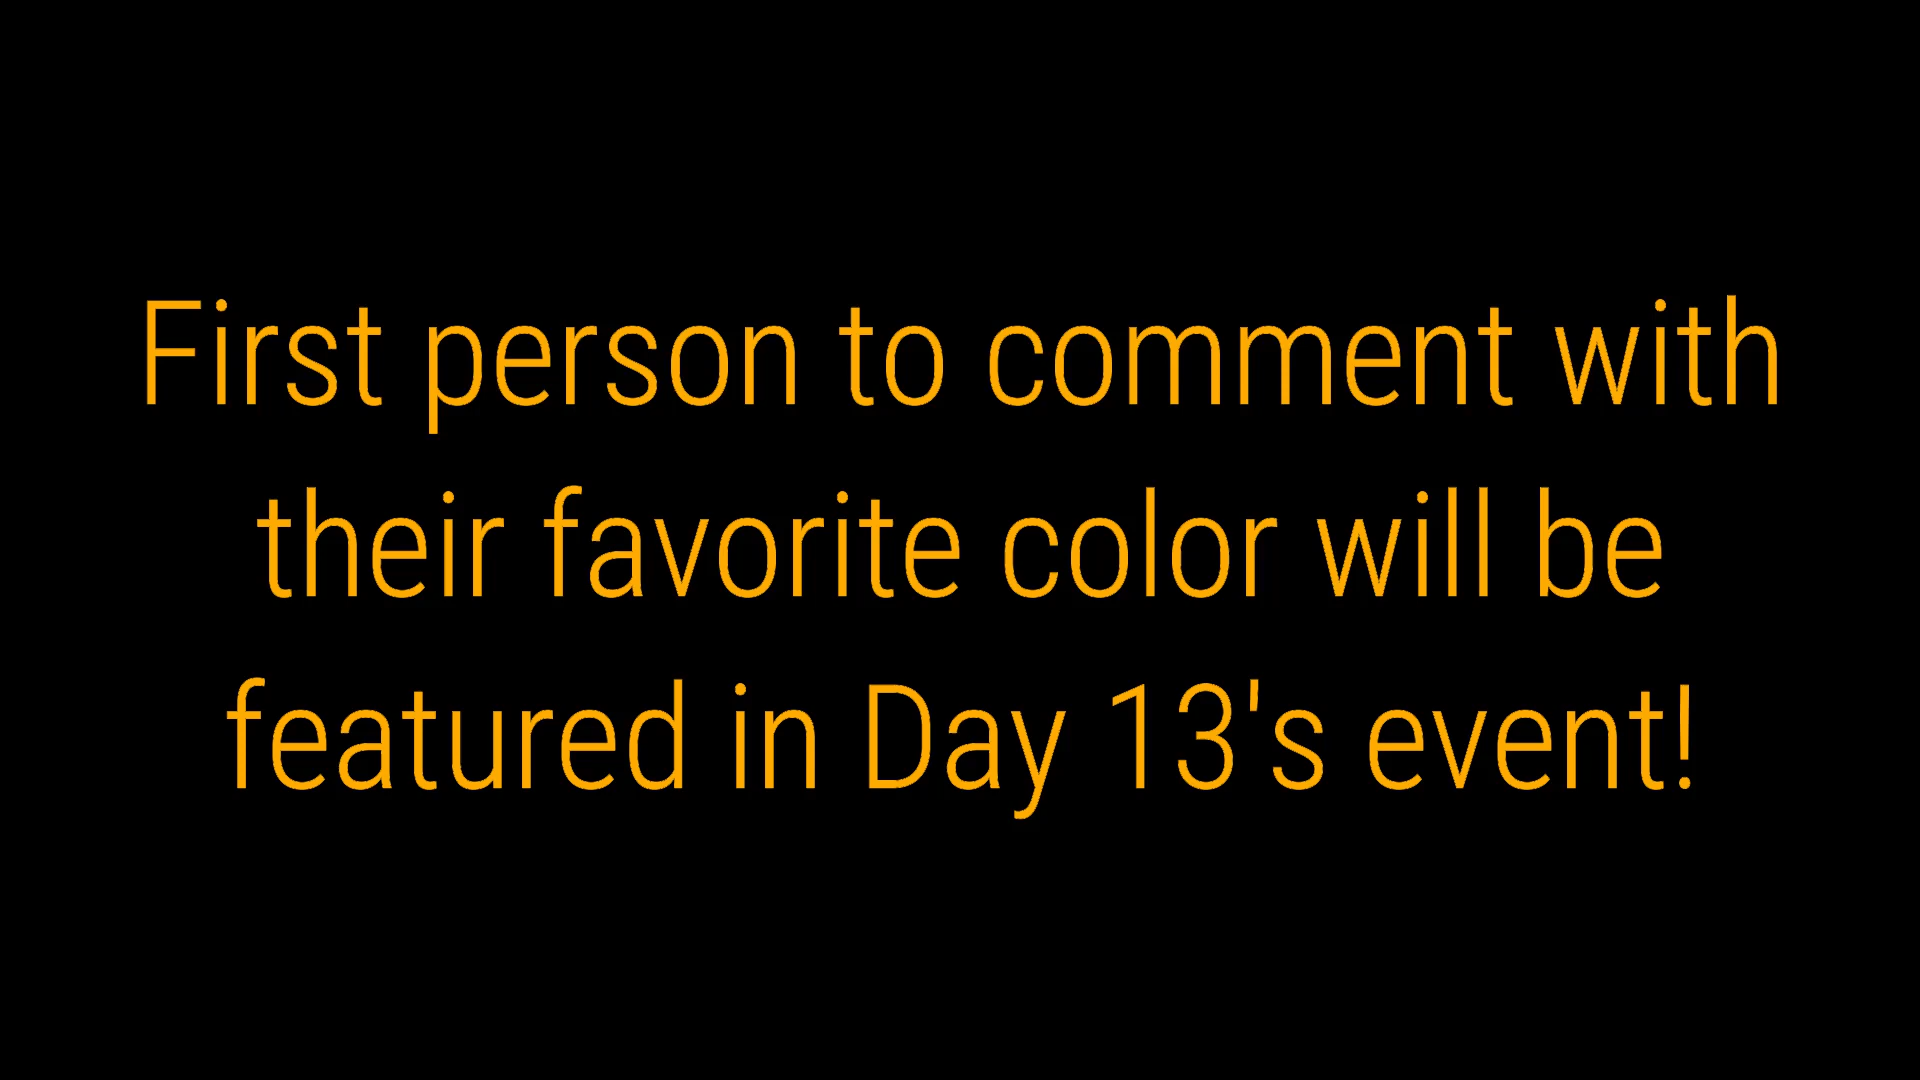 First person to comment with
their favorite color will be
featured in Day 13's event!